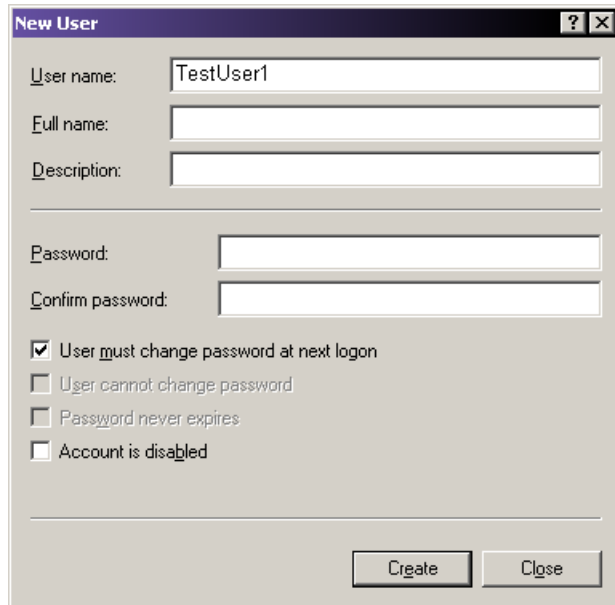 New User
User name: TestUser1
Full name:
Description:
Password:
Confirm password:
User must change password at next logon
User cannot change password
Password never expires
Account is disabled
Create Close